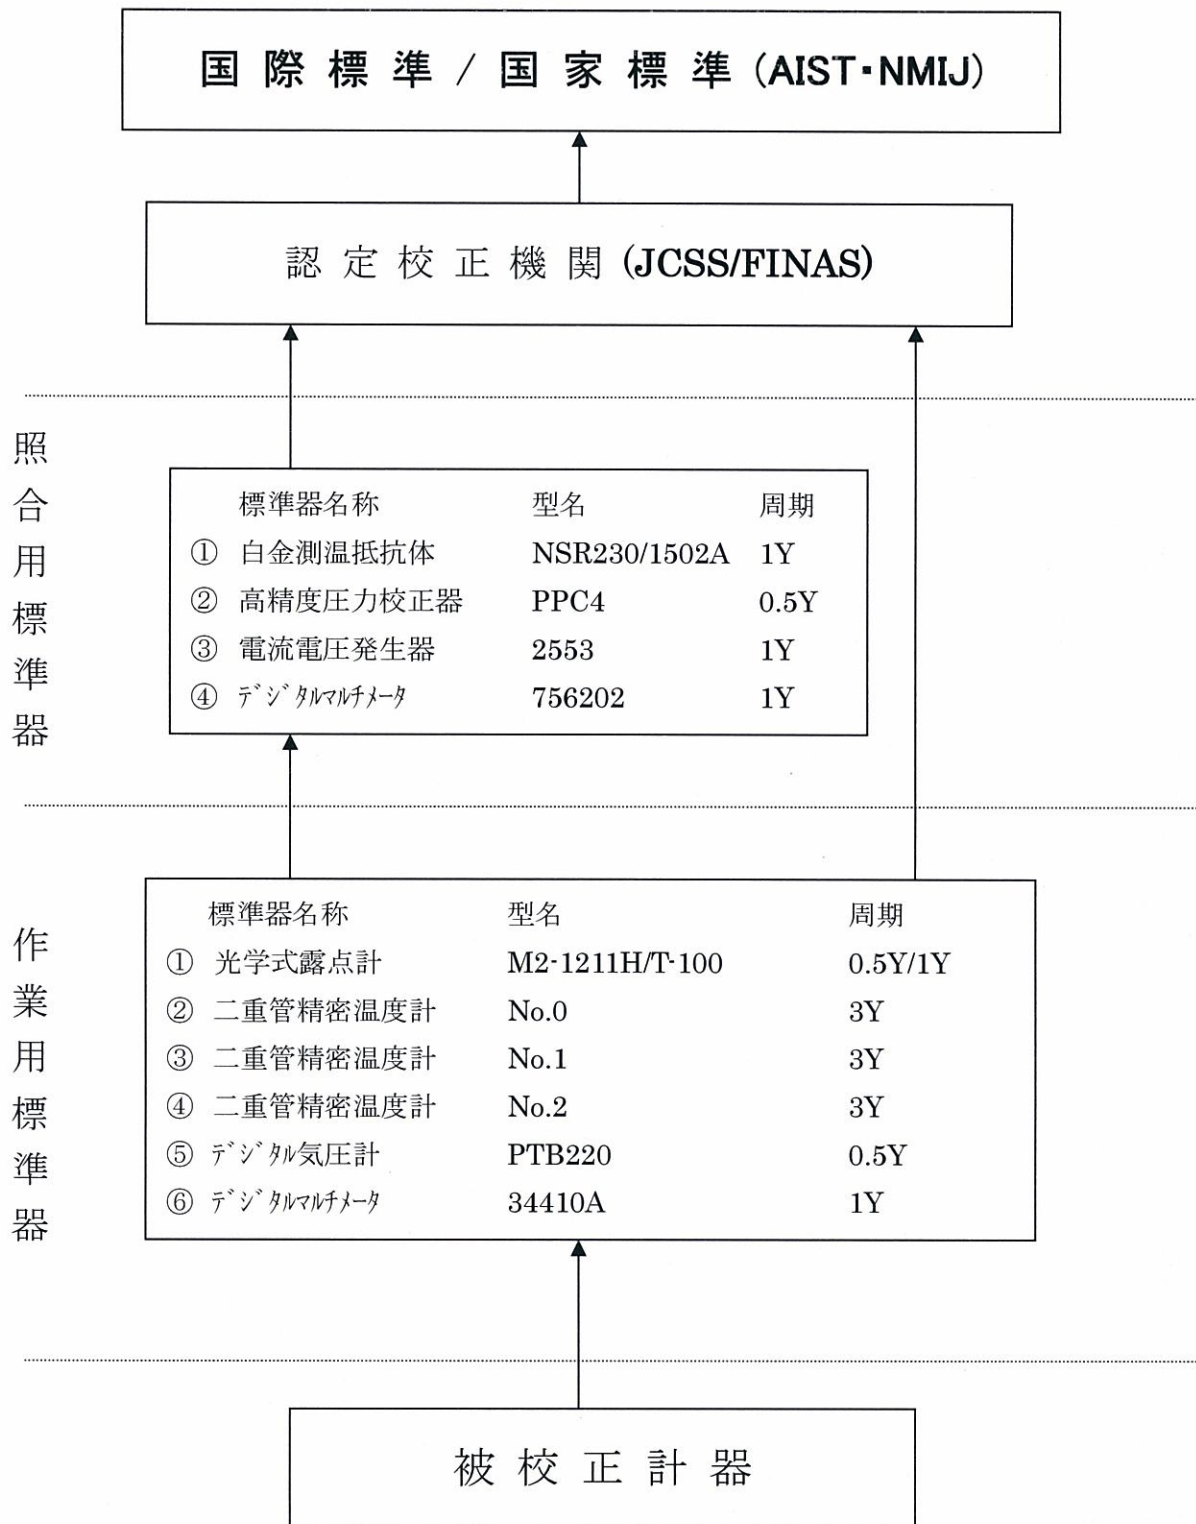 国際標準/国家標準(AIST・NMIJ)
認定校正機関(JCSS/FINAS)
照合用標準器
標準器名称 型名 周期
① 白金測温抵抗体 NSR230/1502A 1Y
② 高精度圧力校正器 PPC4 0.5Y
③ 電流電圧発生器 2553 1Y
④ デジタルマルチメータ 756202 1Y
作業用標準器
標準器名称 型名 周期
① 光学式露点計 M2-1211H/T-100 0.5Y/1Y
② 二重管精密温度計 No.0 3Y
③ 二重管精密温度計 No.1 3Y
④ 二重管精密温度計 No.2 3Y
⑤ デジタル気圧計 PTB220 0.5Y
⑥ デジタルマルチメータ 34410A 1Y
被校正計器